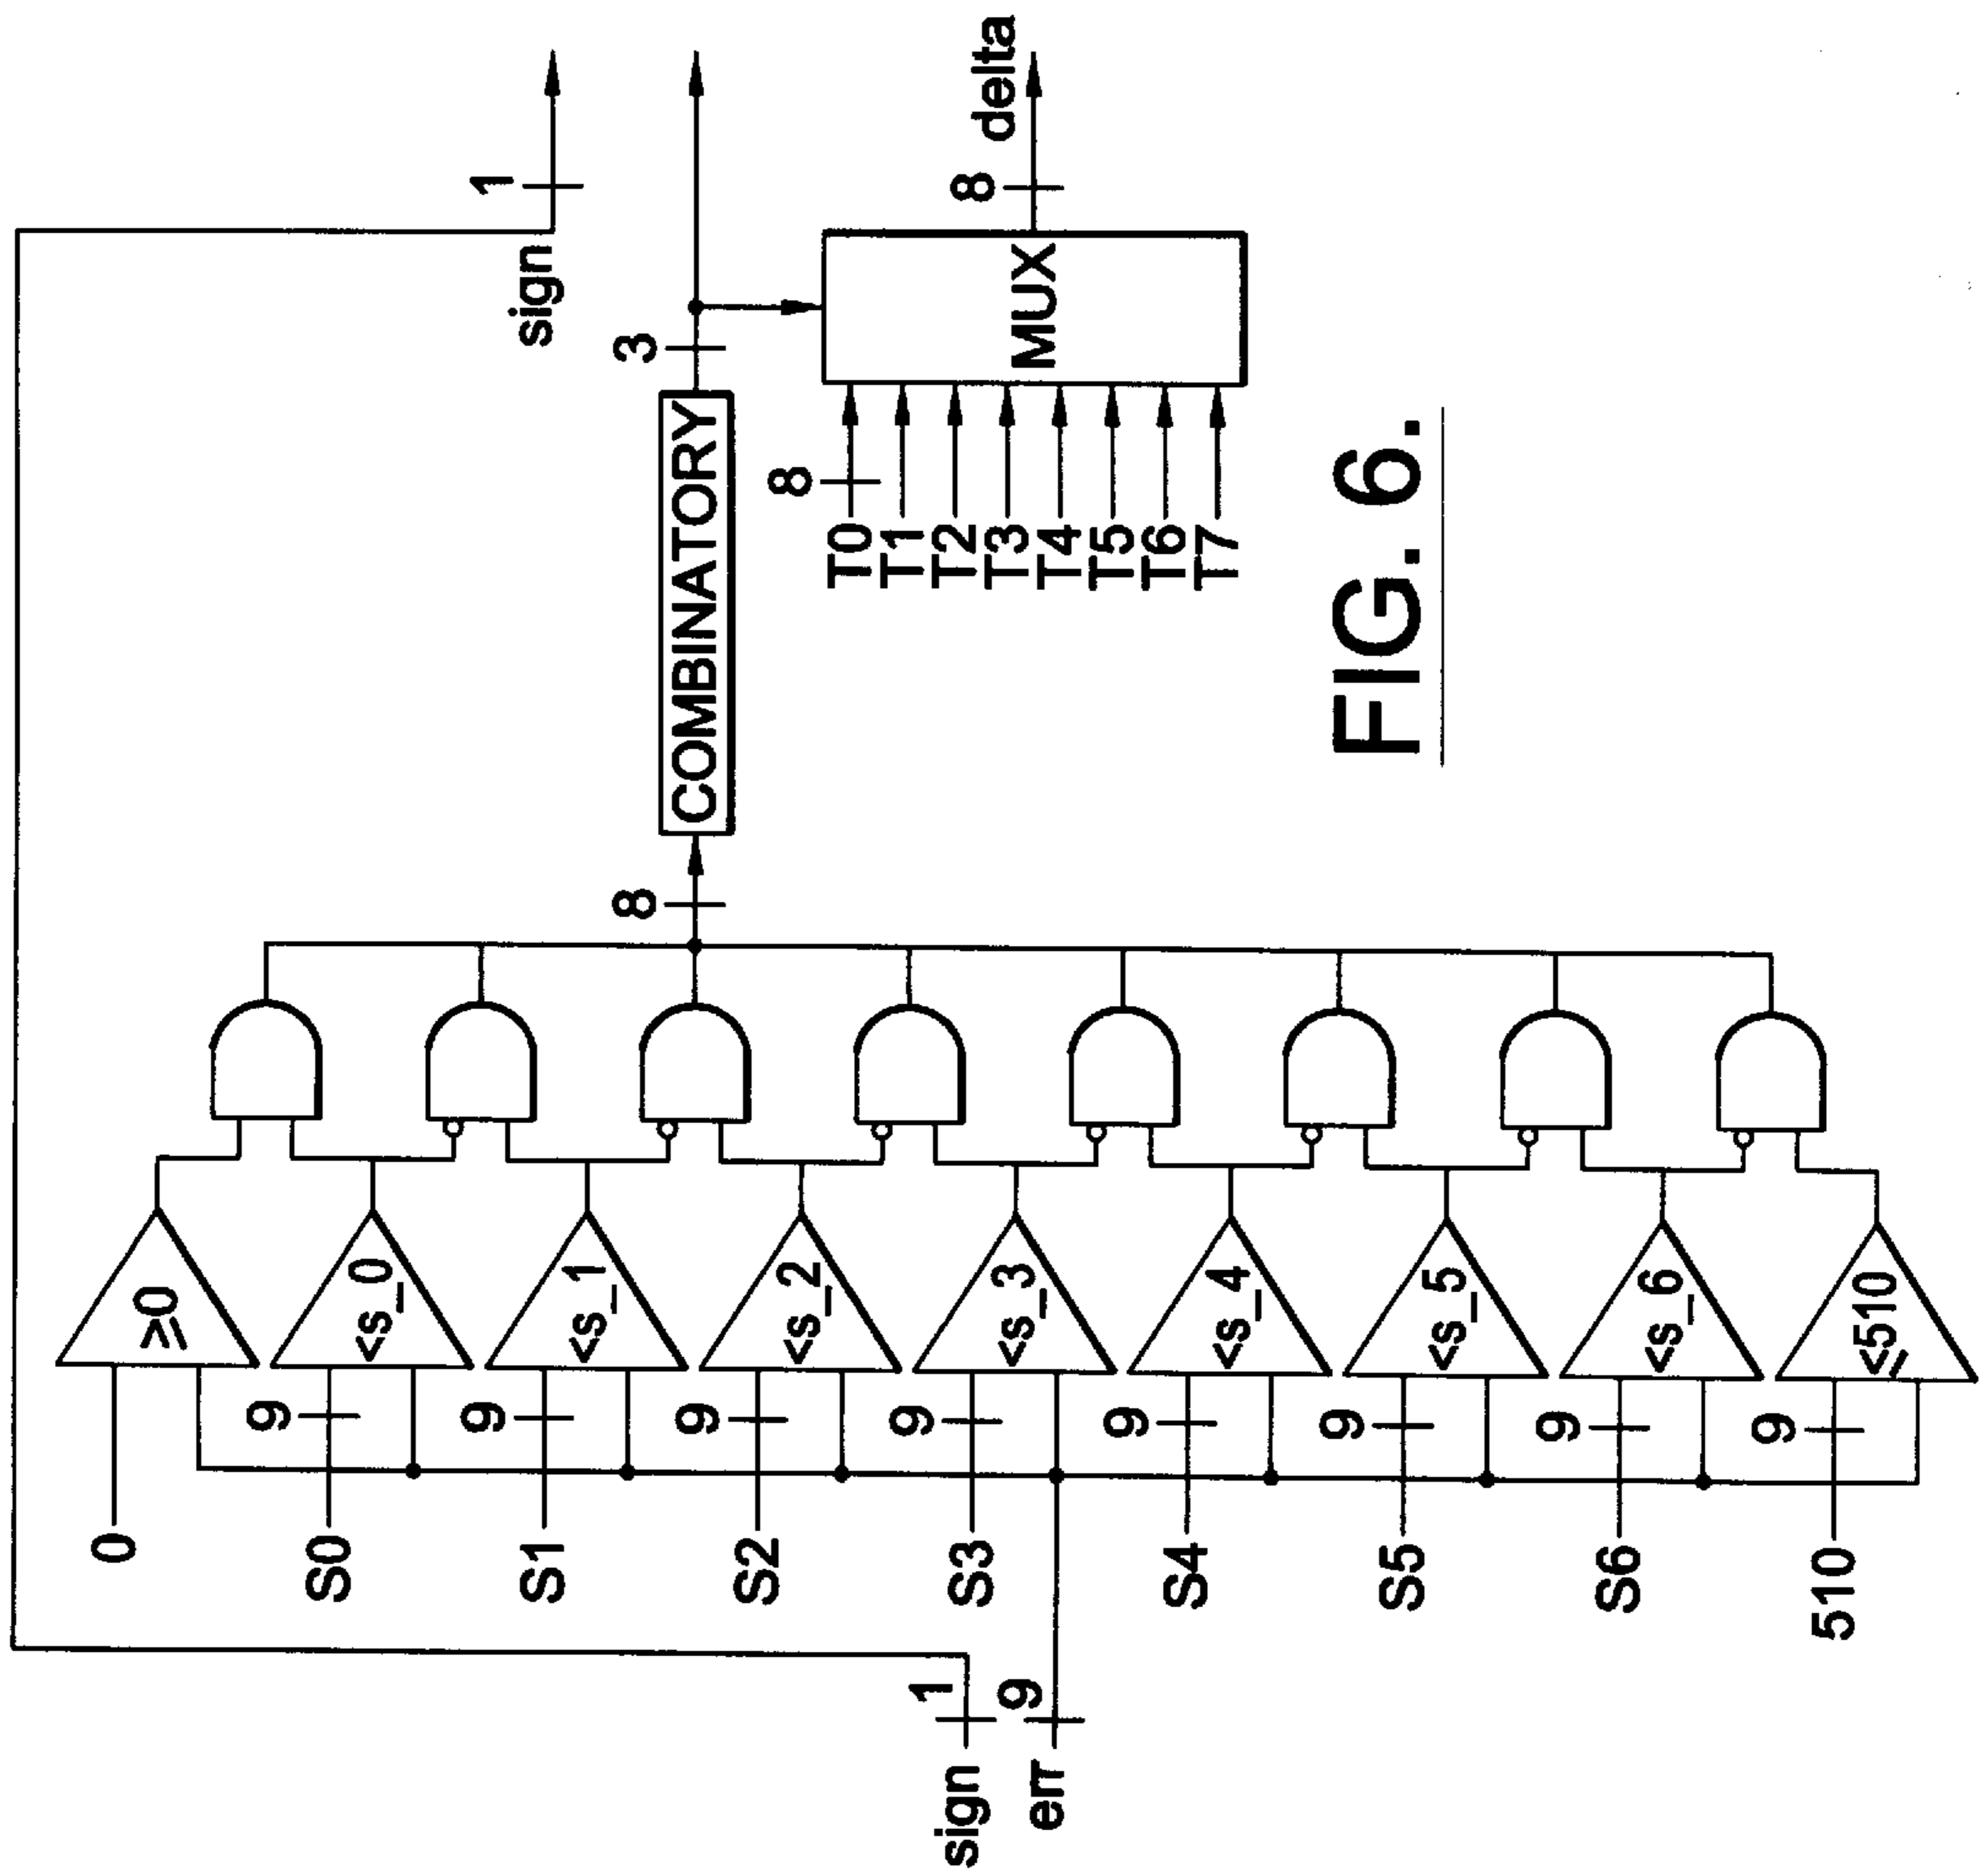 sign
1
err
9
0
S0
9
S1
9
S2
9
S3
9
S4
9
S5
9
S6
9
510
9
≥0
<s_0
<s_1
<s_2
<s_3
<s_4
<s_5
<s_6
≤510
8
COMBINATORY
3
sign
1
T0
8
T1
T2
T3
T4
T5
T6
T7
MUX
8
delta
FIG. 6.